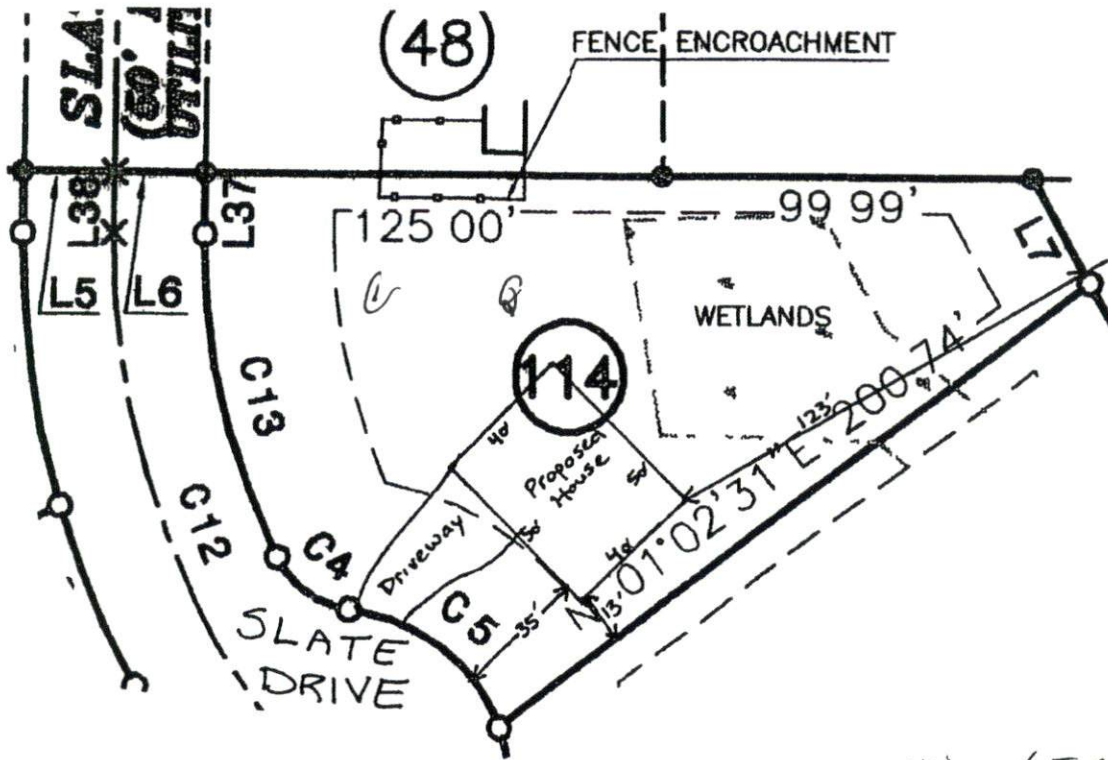 SLA
(50'
UTILIT
48
FENCE ENCROACHMENT
L38
L37
125 00'
99 99'
L7
L5
L6
WETLANDS
114
C13
C12
C4
C5
40'
50'
Proposed
House
50'
40'
123'
N 01° 02' 31" E 200.74'
Driveway
35'
13'
SLATE
DRIVE